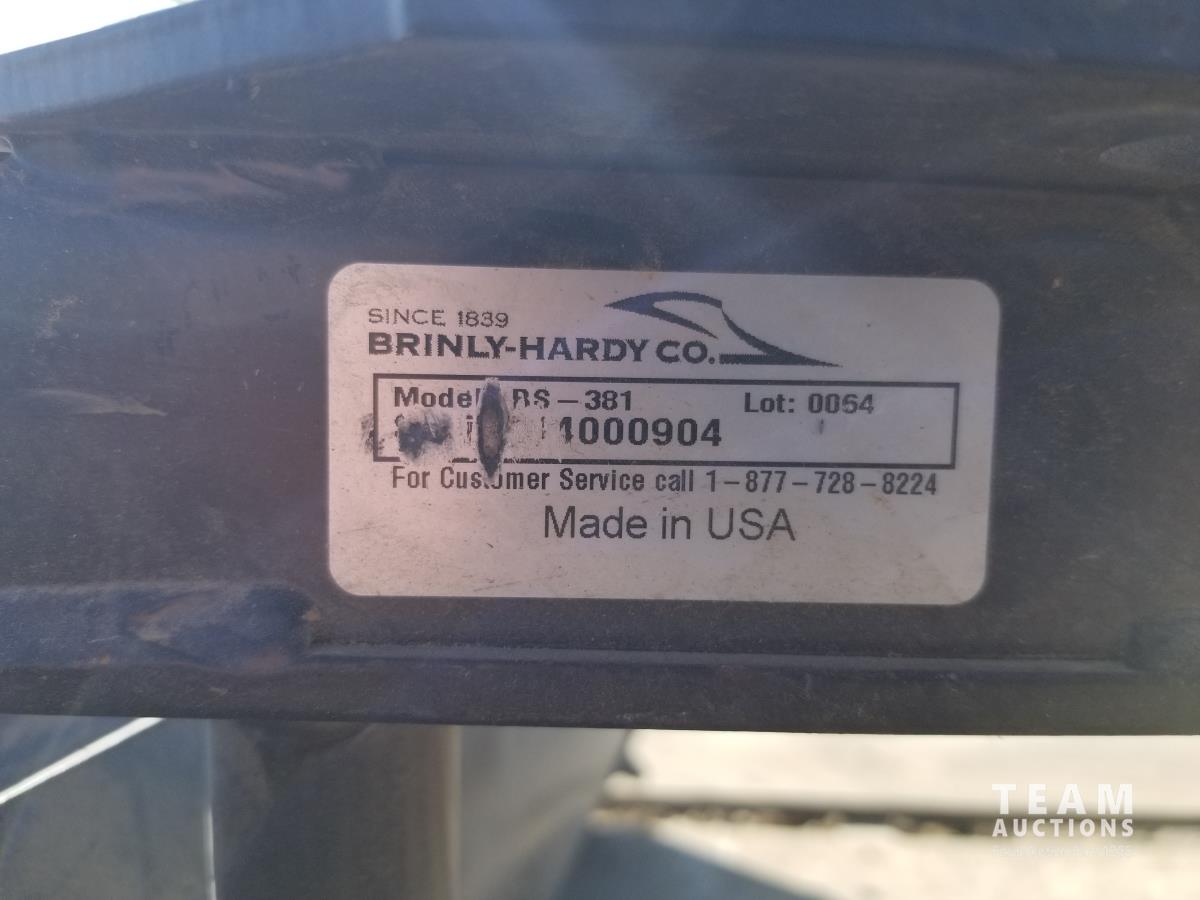 SINCE 1839
BRINLY-HARDY CO.
Model: BS-381 Lot: 0064
4000904
For Customer Service call 1-877-728-8224
Made in USA
TEAM
AUCTIONS